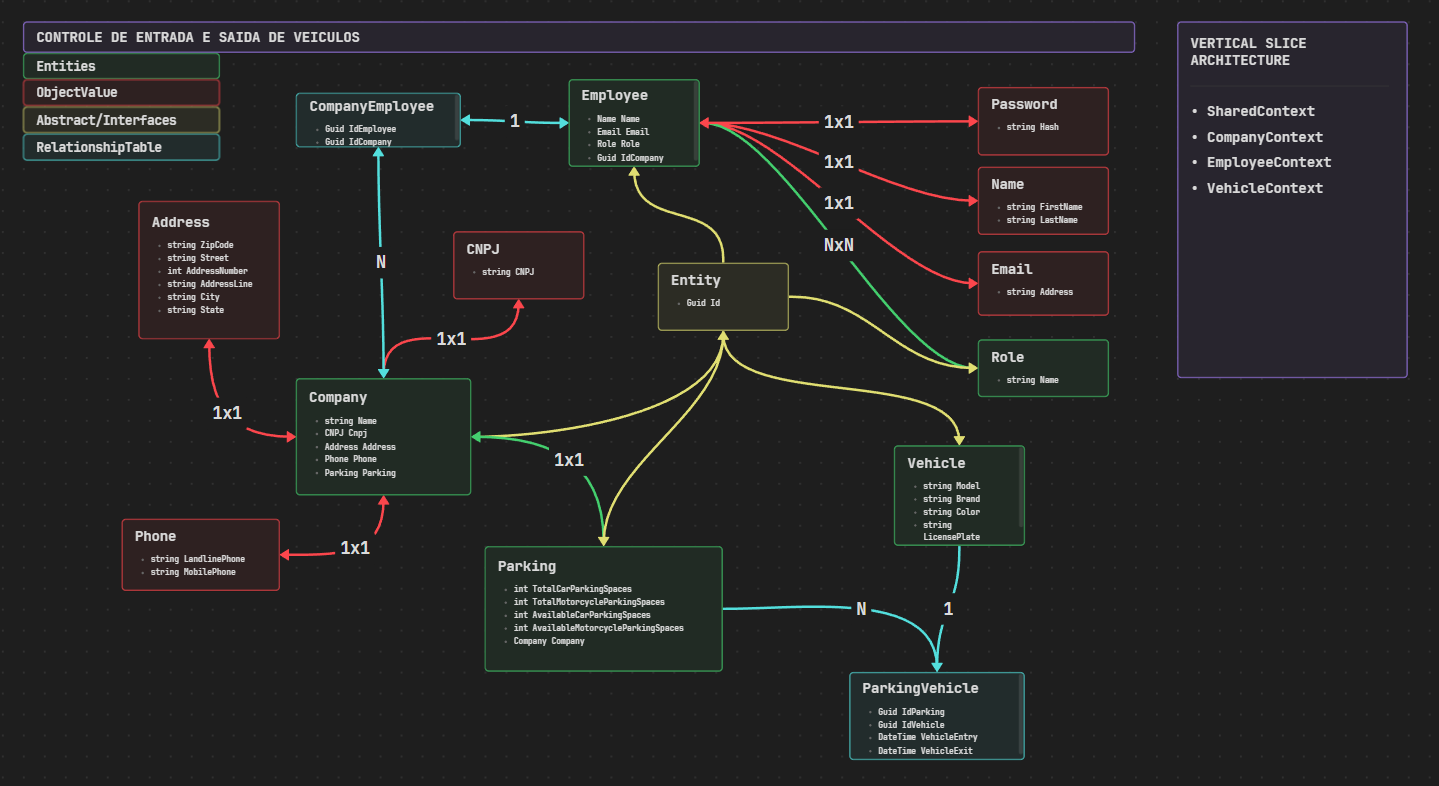 CONTROLE DE ENTRADA E SAIDA DE VEICULOS
Entities
ObjectValue
Abstract/Interfaces
RelationshipTable
VERTICAL SLICE
ARCHITECTURE
• SharedContext
• CompanyContext
• EmployeeContext
• VehicleContext
CompanyEmployee
• Guid IdEmployee
• Guid IdCompany
1
Employee
• Name Name
• Email Email
• Role Role
• Guid IdCompany
1x1
1x1
1x1
NxN
Password
• string Hash
Name
• string FirstName
• string LastName
Email
• string Address
Role
• string Name
Address
• string ZipCode
• string Street
• int AddressNumber
• string AddressLine
• string City
• string State
N
CNPJ
• string CNPJ
Entity
• Guid Id
1x1
1x1
Company
• string Name
• CNPJ Cnpj
• Address Address
• Phone Phone
• Parking Parking
1x1
Vehicle
• string Model
• string Brand
• string Color
• string
LicensePlate
Phone
• string LandlinePhone
• string MobilePhone
1x1
Parking
• int TotalCarParkingSpaces
• int TotalMotorcycleParkingSpaces
• int AvailableCarParkingSpaces
• int AvailableMotorcycleParkingSpaces
• Company Company
N
1
ParkingVehicle
• Guid IdParking
• Guid IdVehicle
• DateTime VehicleEntry
• DateTime VehicleExit